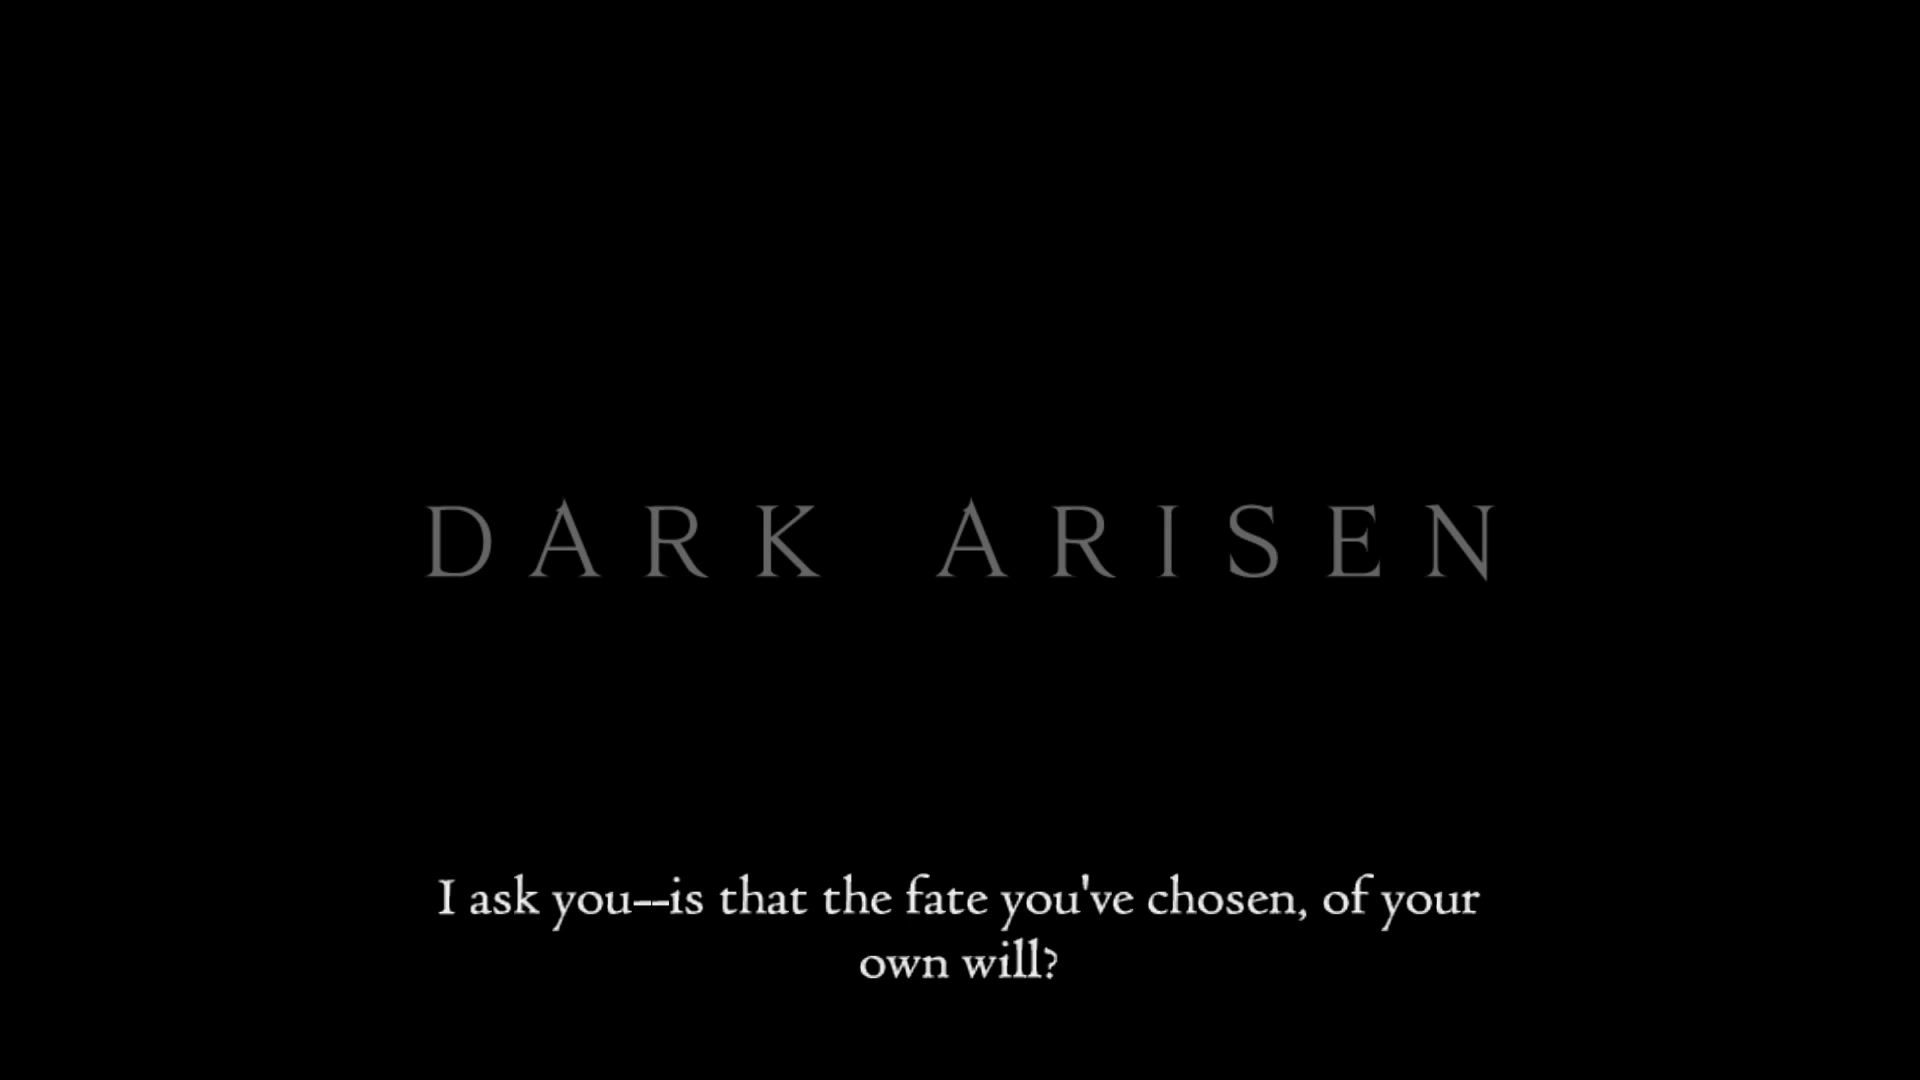 DARK ARISEN
I ask you--is that the fate you've chosen, of your
own will?